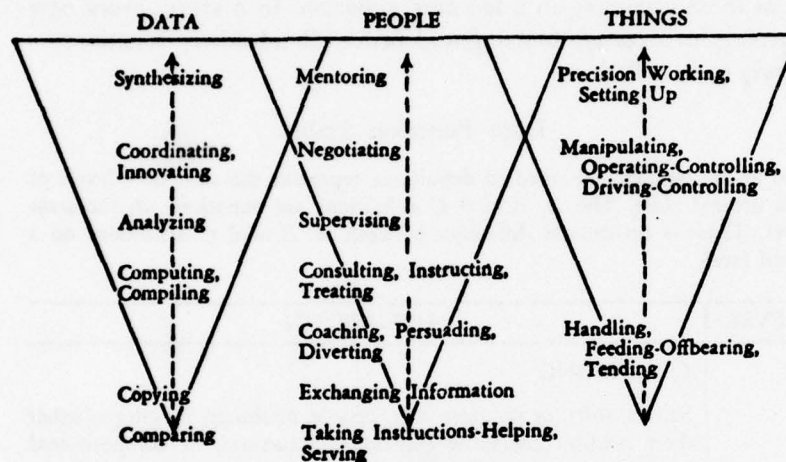 DATA
Synthesizing
Coordinating,
Innovating
Analyzing
Computing,
Compiling
Copying
Comparing
PEOPLE
Mentoring
Negotiating
Supervising
Consulting, Instructing,
Treating
Coaching, Persuading,
Diverting
Exchanging Information
Taking Instructions-Helping,
Serving
THINGS
Precision Working,
Setting Up
Manipulating,
Operating-Controlling,
Driving-Controlling
Handling,
Feeding-Offbearing,
Tending